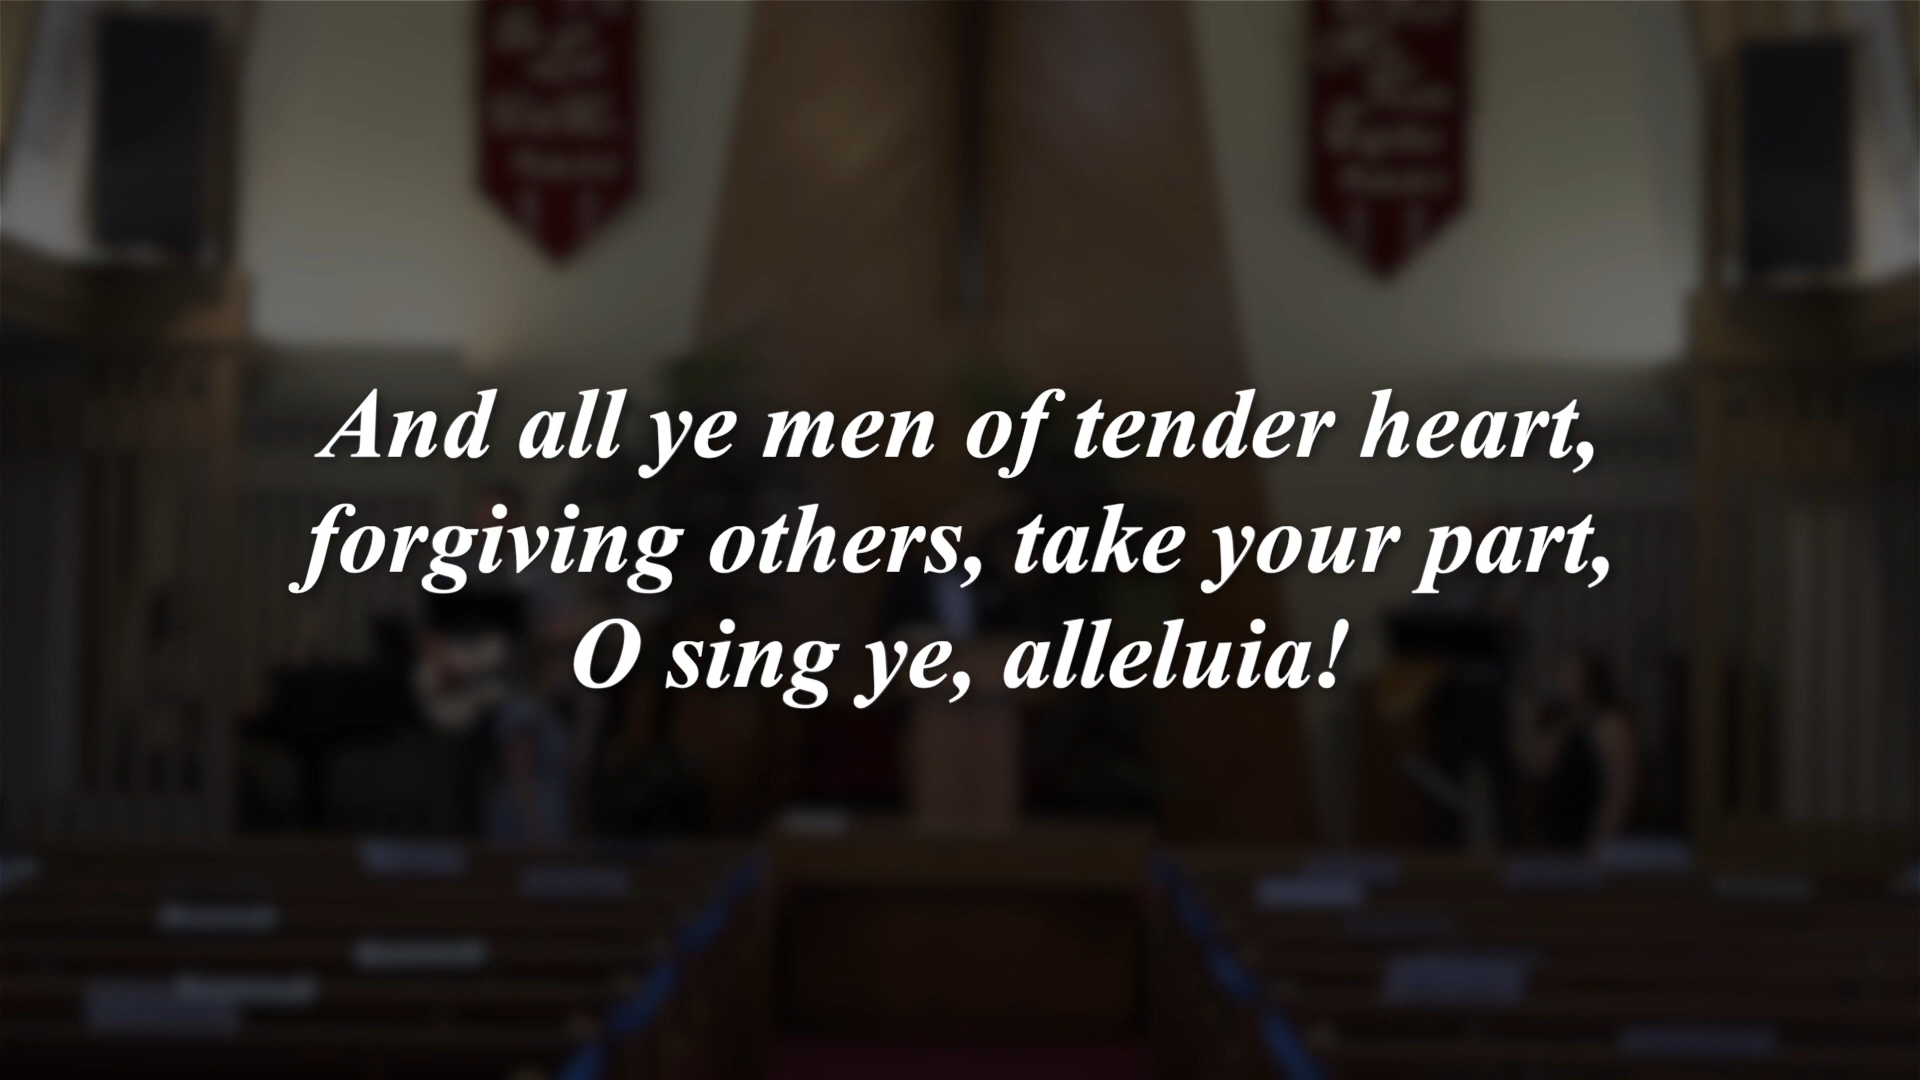 And all ye men of tender heart,
forgiving others, take your part,
O sing ye, alleluia!